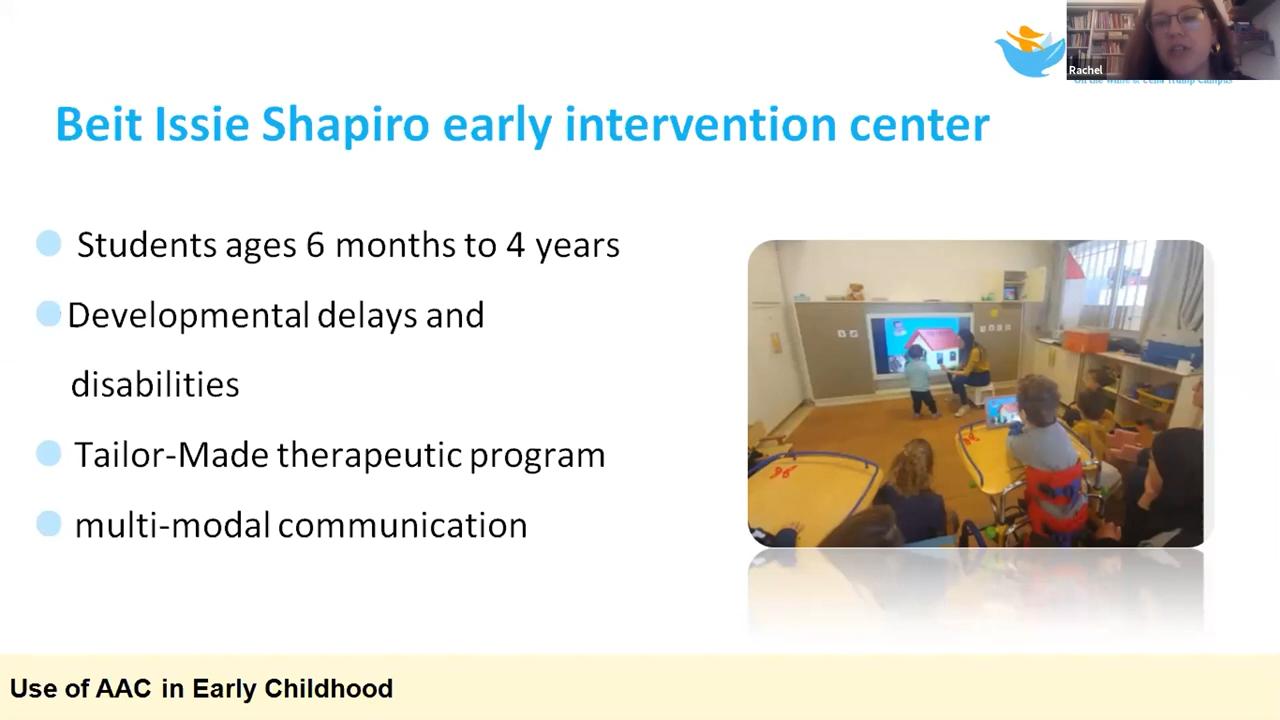 Rachel
Beit Issie Shapiro early intervention center
Students ages 6 months to 4 years
Developmental delays and
disabilities
Tailor-Made therapeutic program
multi-modal communication
Use of AAC in Early Childhood